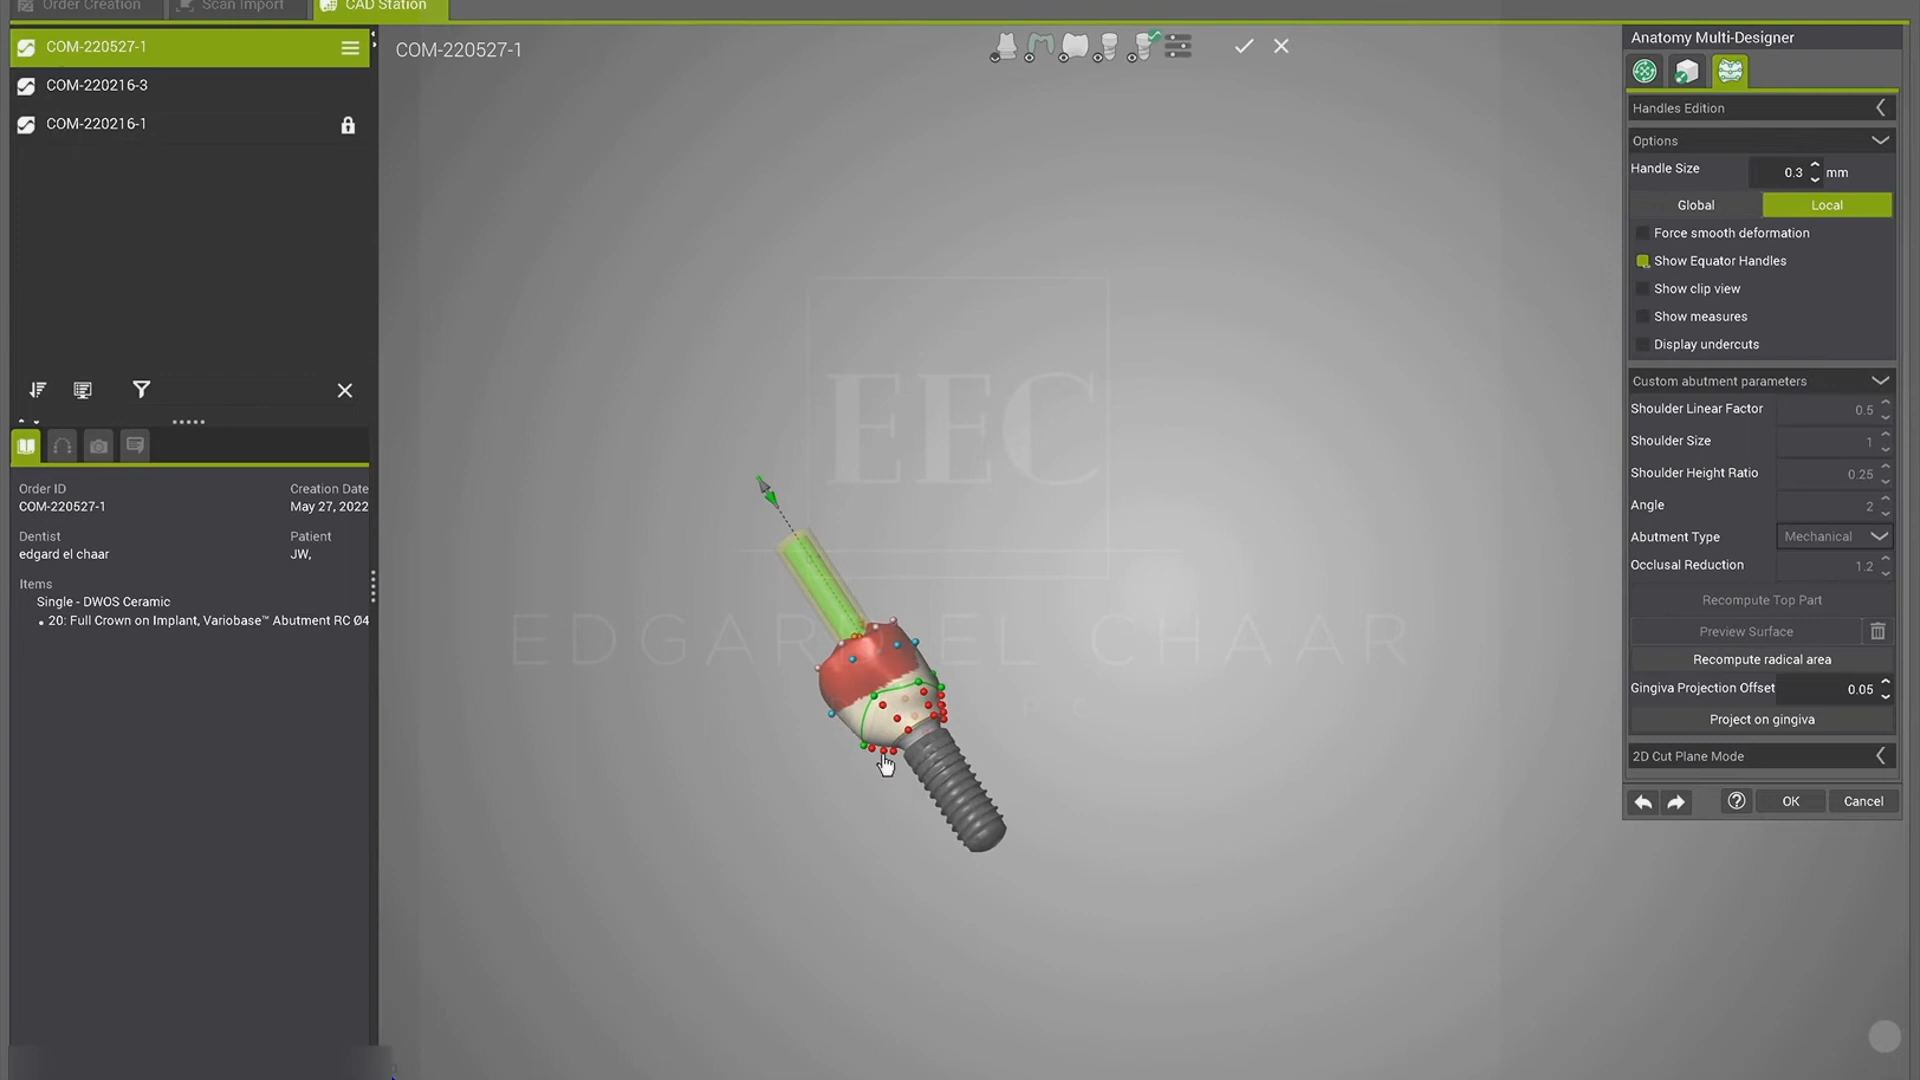 Order Creation
Scan Import
CAD Station
COM-220527-1
COM-220216-3
COM-220216-1
Order ID
Creation Date
COM-220527-1
May 27, 2022
Dentist
Patient
edgard el chaar
JW,
Items
Single - DWOS Ceramic
• 20: Full Crown on Implant, Variobase™ Abutment RC Ø4
COM-220527-1
EEC
EDGARD EL CHAAR
P C
Anatomy Multi-Designer
Handles Edition
Options
Handle Size 0.3 mm
Global Local
Force smooth deformation
Show Equator Handles
Show clip view
Show measures
Display undercuts
Custom abutment parameters
Shoulder Linear Factor 0.5
Shoulder Size 1
Shoulder Height Ratio 0.25
Angle 2
Abutment Type Mechanical
Occlusal Reduction 1.2
Recompute Top Part
Preview Surface
Recompute radical area
Gingiva Projection Offset 0.05
Project on gingiva
2D Cut Plane Mode
OK Cancel